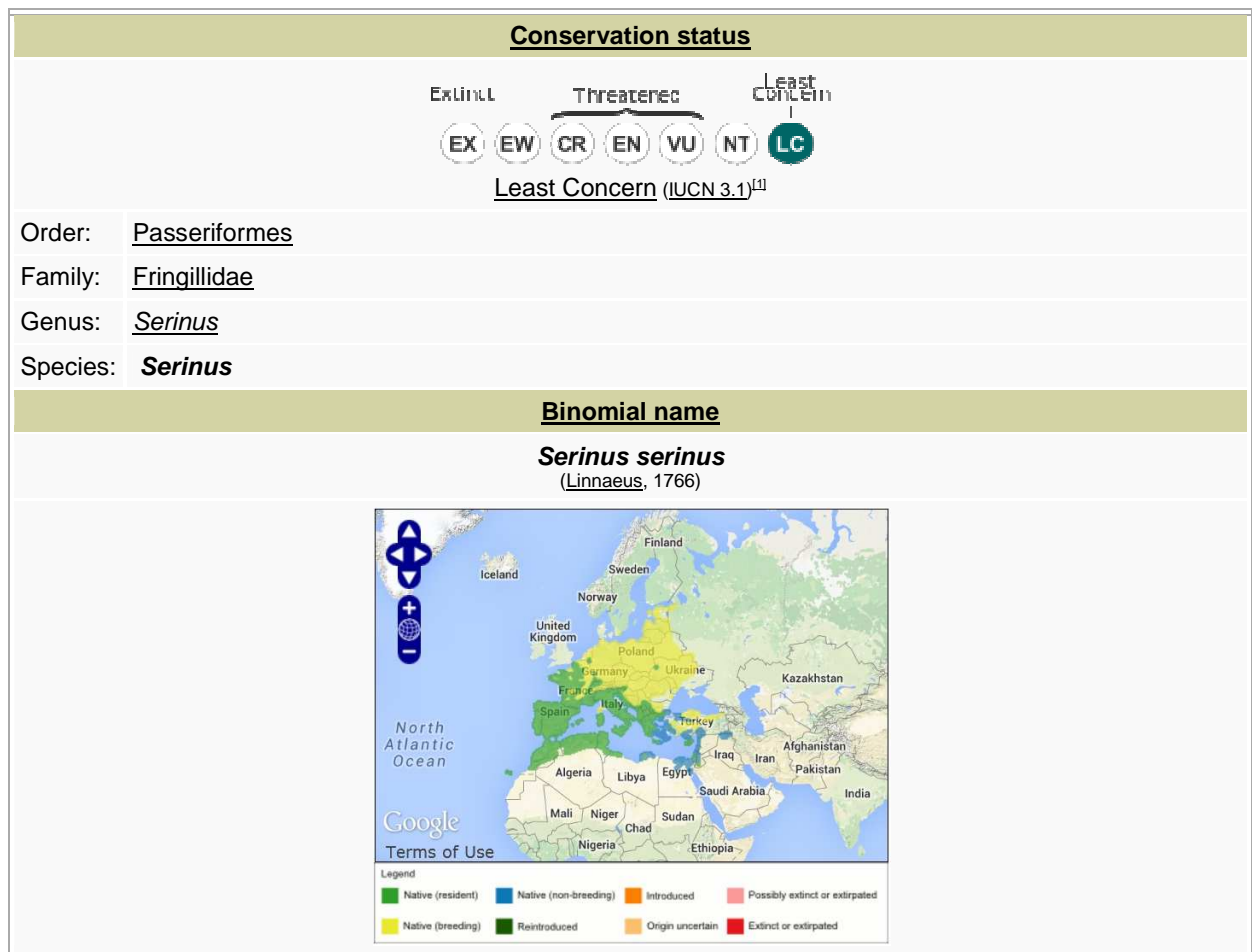 Conservation status
Extinct Threatened Least Concern
EX EW CR EN VU NT LC
Least Concern (IUCN 3.1)[1]
Order: Passeriformes
Family: Fringillidae
Genus: Serinus
Species: Serinus
Binomial name
Serinus serinus
(Linnaeus, 1766)
Finland
Iceland
Sweden
Norway
United
Kingdom
Poland
Germany
Ukraine
Kazakhstan
France
Italy
Spain
Turkey
North
Atlantic
Ocean
Afghanistan
Iraq
Iran
Pakistan
Algeria
Libya
Egypt
Saudi Arabia
India
Mali
Niger
Sudan
Chad
Google
Nigeria
Ethiopia
Terms of Use
Legend
Native (resident) Native (non-breeding) Introduced Possibly extinct or extirpated
Native (breeding) Reintroduced Origin uncertain Extinct or extirpated